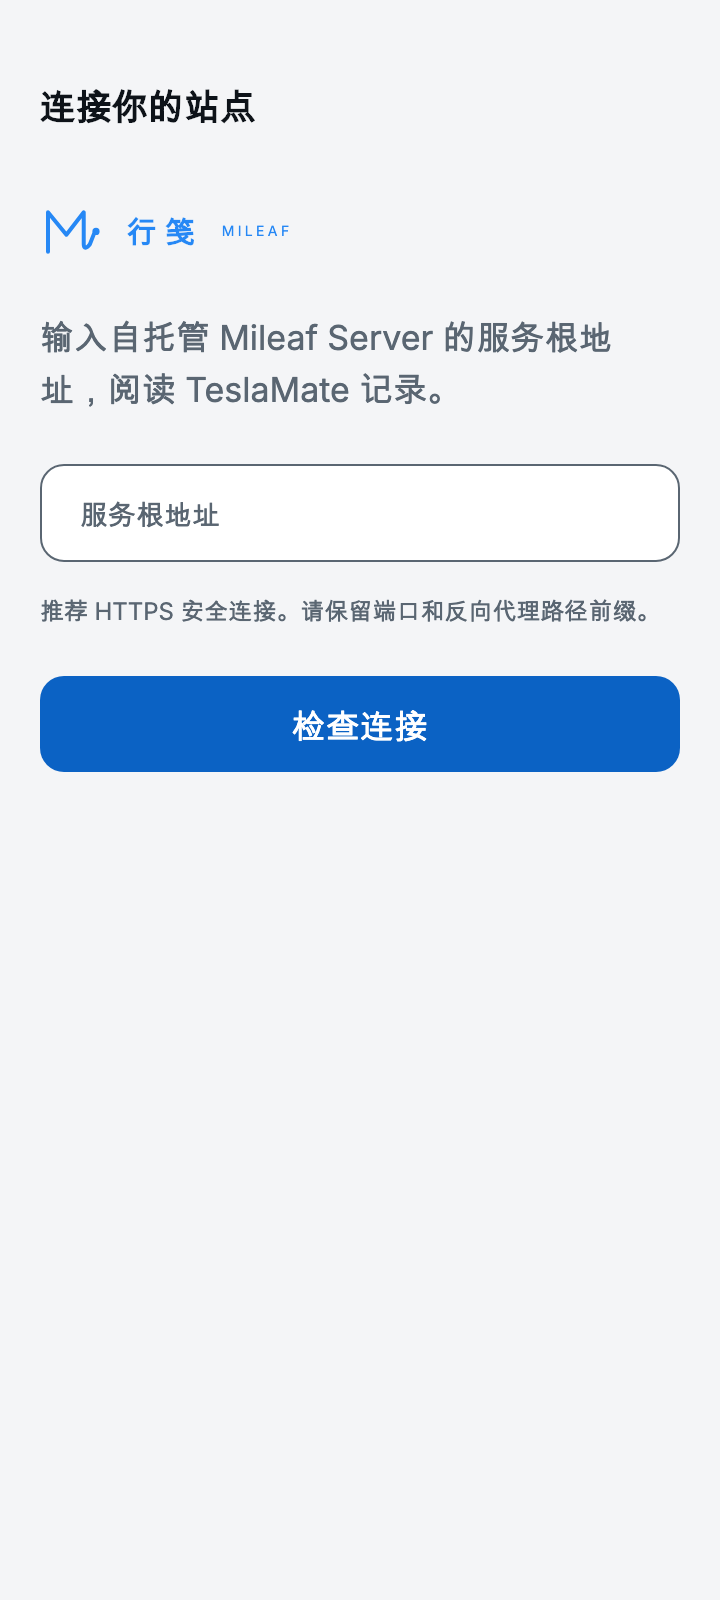 连接你的站点
行笺 MILEAF
输入自托管 Mileaf Server 的服务根地
址，阅读 TeslaMate 记录。
服务根地址
推荐 HTTPS 安全连接。请保留端口和反向代理路径前缀。
检查连接